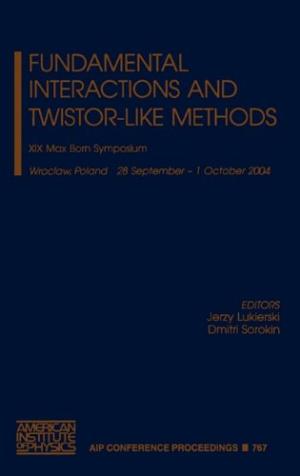 FUNDAMENTAL
INTERACTIONS AND
TWISTOR-LIKE METHODS
XIX Max Born Symposium
Wroclaw, Poland 28 September – 1 October 2004
EDITORS
Jerzy Lukierski
Dmitri Sorokin
AMERICAN
INSTITUTE
OF PHYSICS
AIP CONFERENCE PROCEEDINGS ■ 767